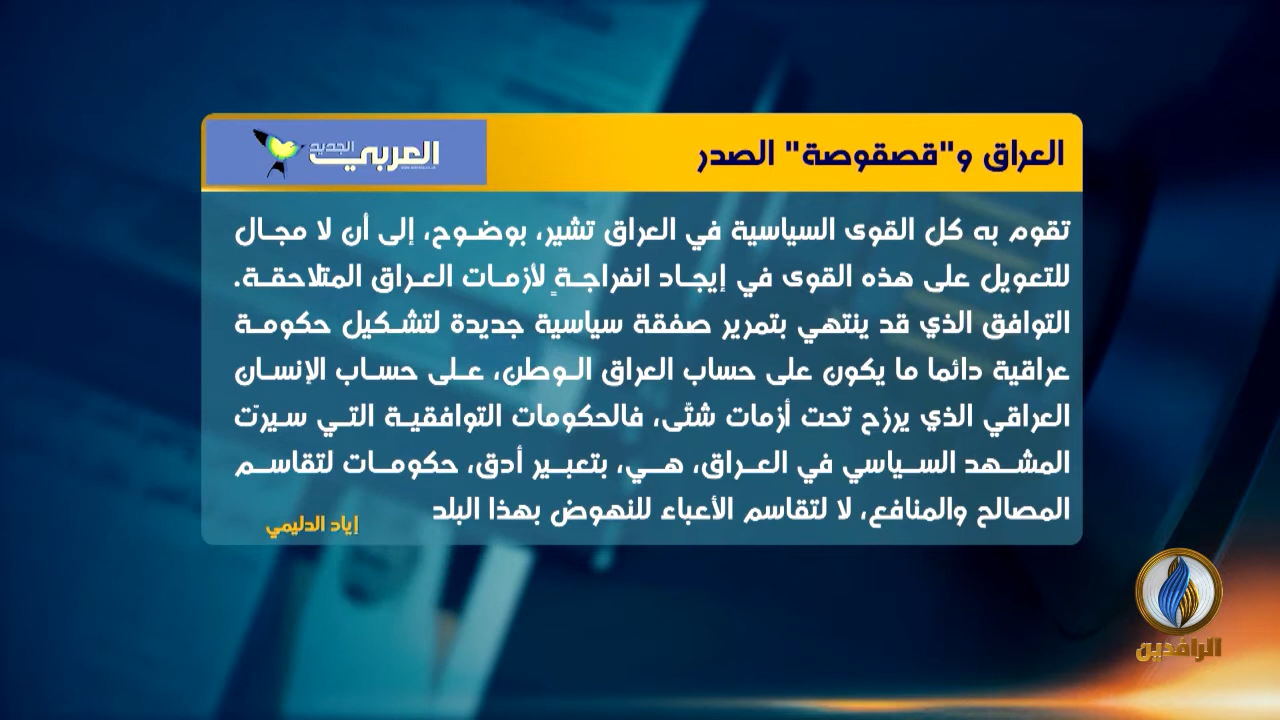 العراق و"قصقوصة" الصدر
العربي الجديد
تقوم به كل القوى السياسية في العراق تشير، بوضوح، إلى أن لا مجال
للتعويل على هذه القوى في إيجاد انفراجةٍ لأزمات العراق المتلاحقة.
التوافق الذي قد ينتهي بتمرير صفقة سياسية جديدة لتشكيل حكومة
عراقية دائما ما يكون على حساب العراق الوطن، على حساب الإنسان
العراقي الذي يرزح تحت أزمات شتّى، فالحكومات التوافقية التي سيرّت
المشهد السياسي في العراق، هي، بتعبير أدق، حكومات لتقاسم
المصالح والمنافع، لا لتقاسم الأعباء للنهوض بهذا البلد
إياد الدليمي
الرافدين